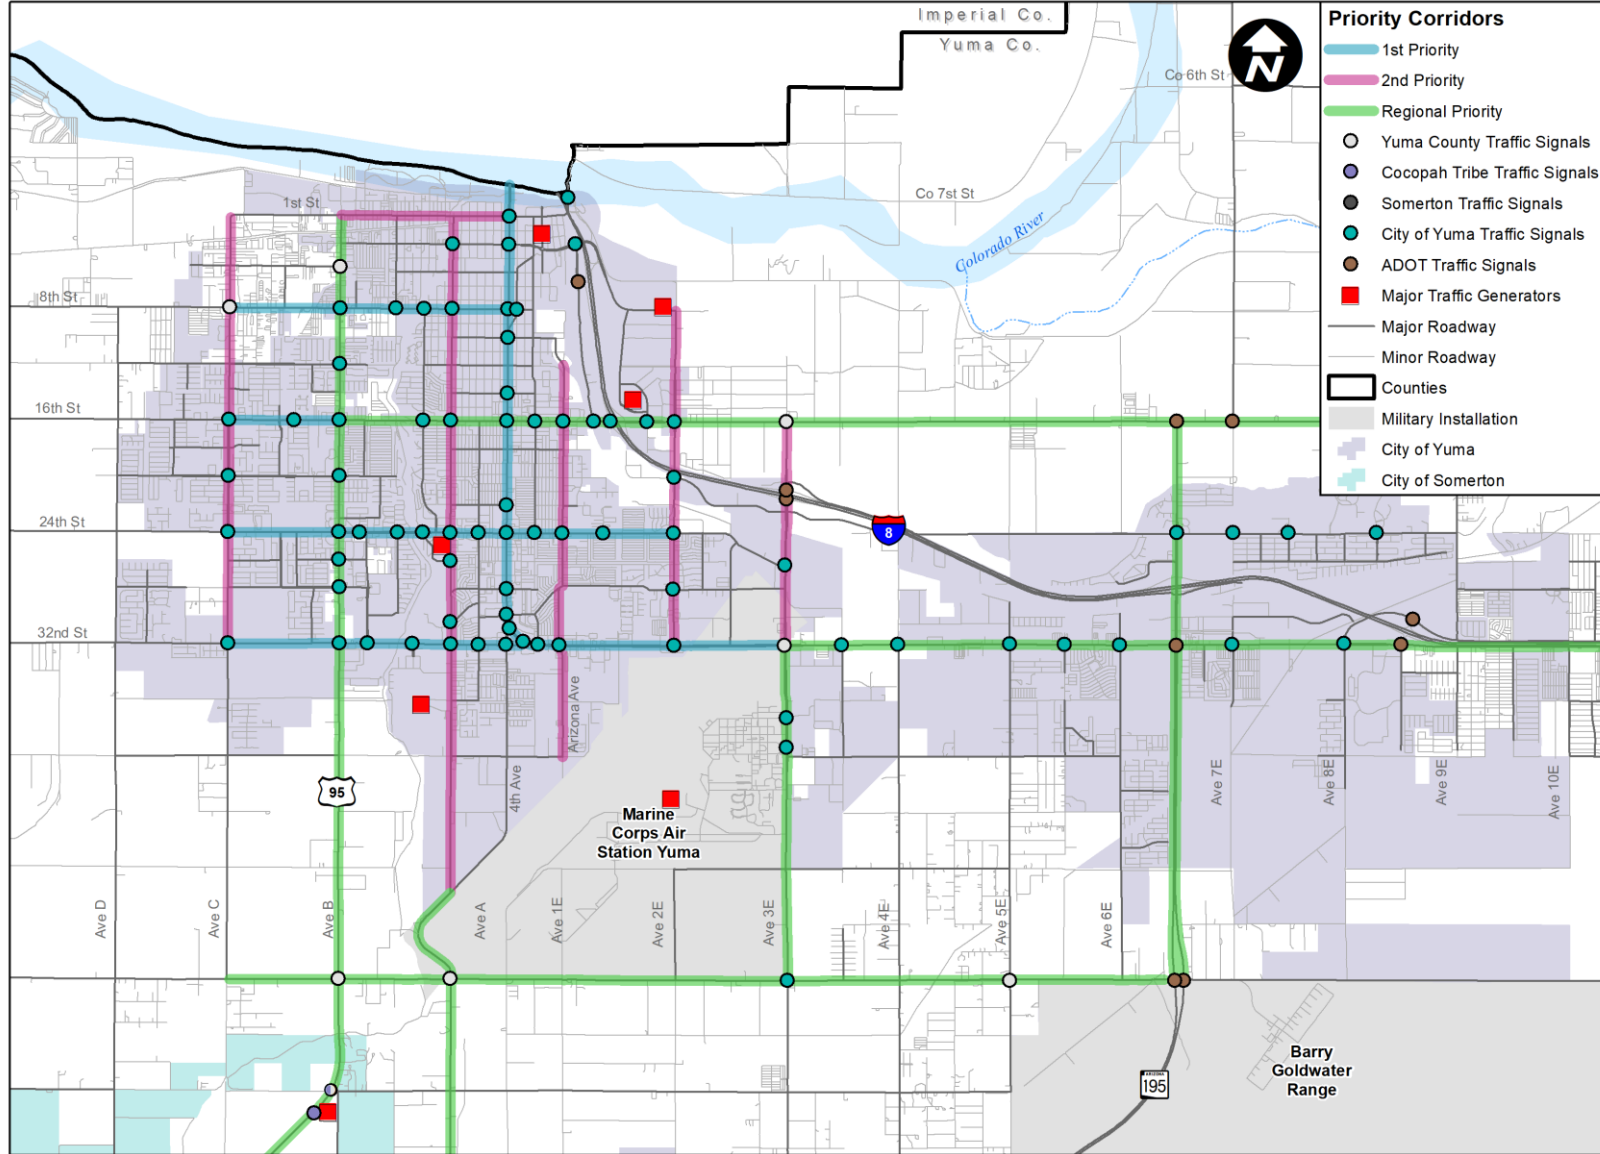 Imperial Co.
Yuma Co.
N
Co 6th St
Co 7th St
Colorado River
1st St
8th St
16th St
24th St
32nd St
8
95
Arizona Ave
4th Ave
Marine
Corps Air
Station Yuma
Ave D
Ave C
Ave B
Ave A
Ave 1E
Ave 2E
Ave 3E
Ave 4E
Ave 5E
Ave 6E
Ave 7E
Ave 8E
Ave 9E
Ave 10E
Barry
Goldwater
Range
195
Priority Corridors
1st Priority
2nd Priority
Regional Priority
Yuma County Traffic Signals
Cocopah Tribe Traffic Signals
Somerton Traffic Signals
City of Yuma Traffic Signals
ADOT Traffic Signals
Major Traffic Generators
Major Roadway
Minor Roadway
Counties
Military Installation
City of Yuma
City of Somerton